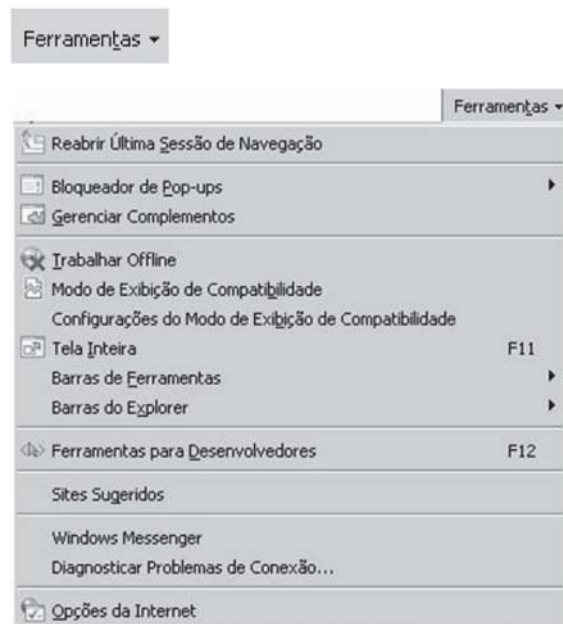 Ferramentas
Ferramentas
Reabrir Última Sessão de Navegação
Bloqueador de Pop-ups
Gerenciar Complementos
Trabalhar Offline
Modo de Exibição de Compatibilidade
Configurações do Modo de Exibição de Compatibilidade
Tela Inteira F11
Barras de Ferramentas
Barras do Explorer
Ferramentas para Desenvolvedores F12
Sites Sugeridos
Windows Messenger
Diagnosticar Problemas de Conexão...
Opções da Internet